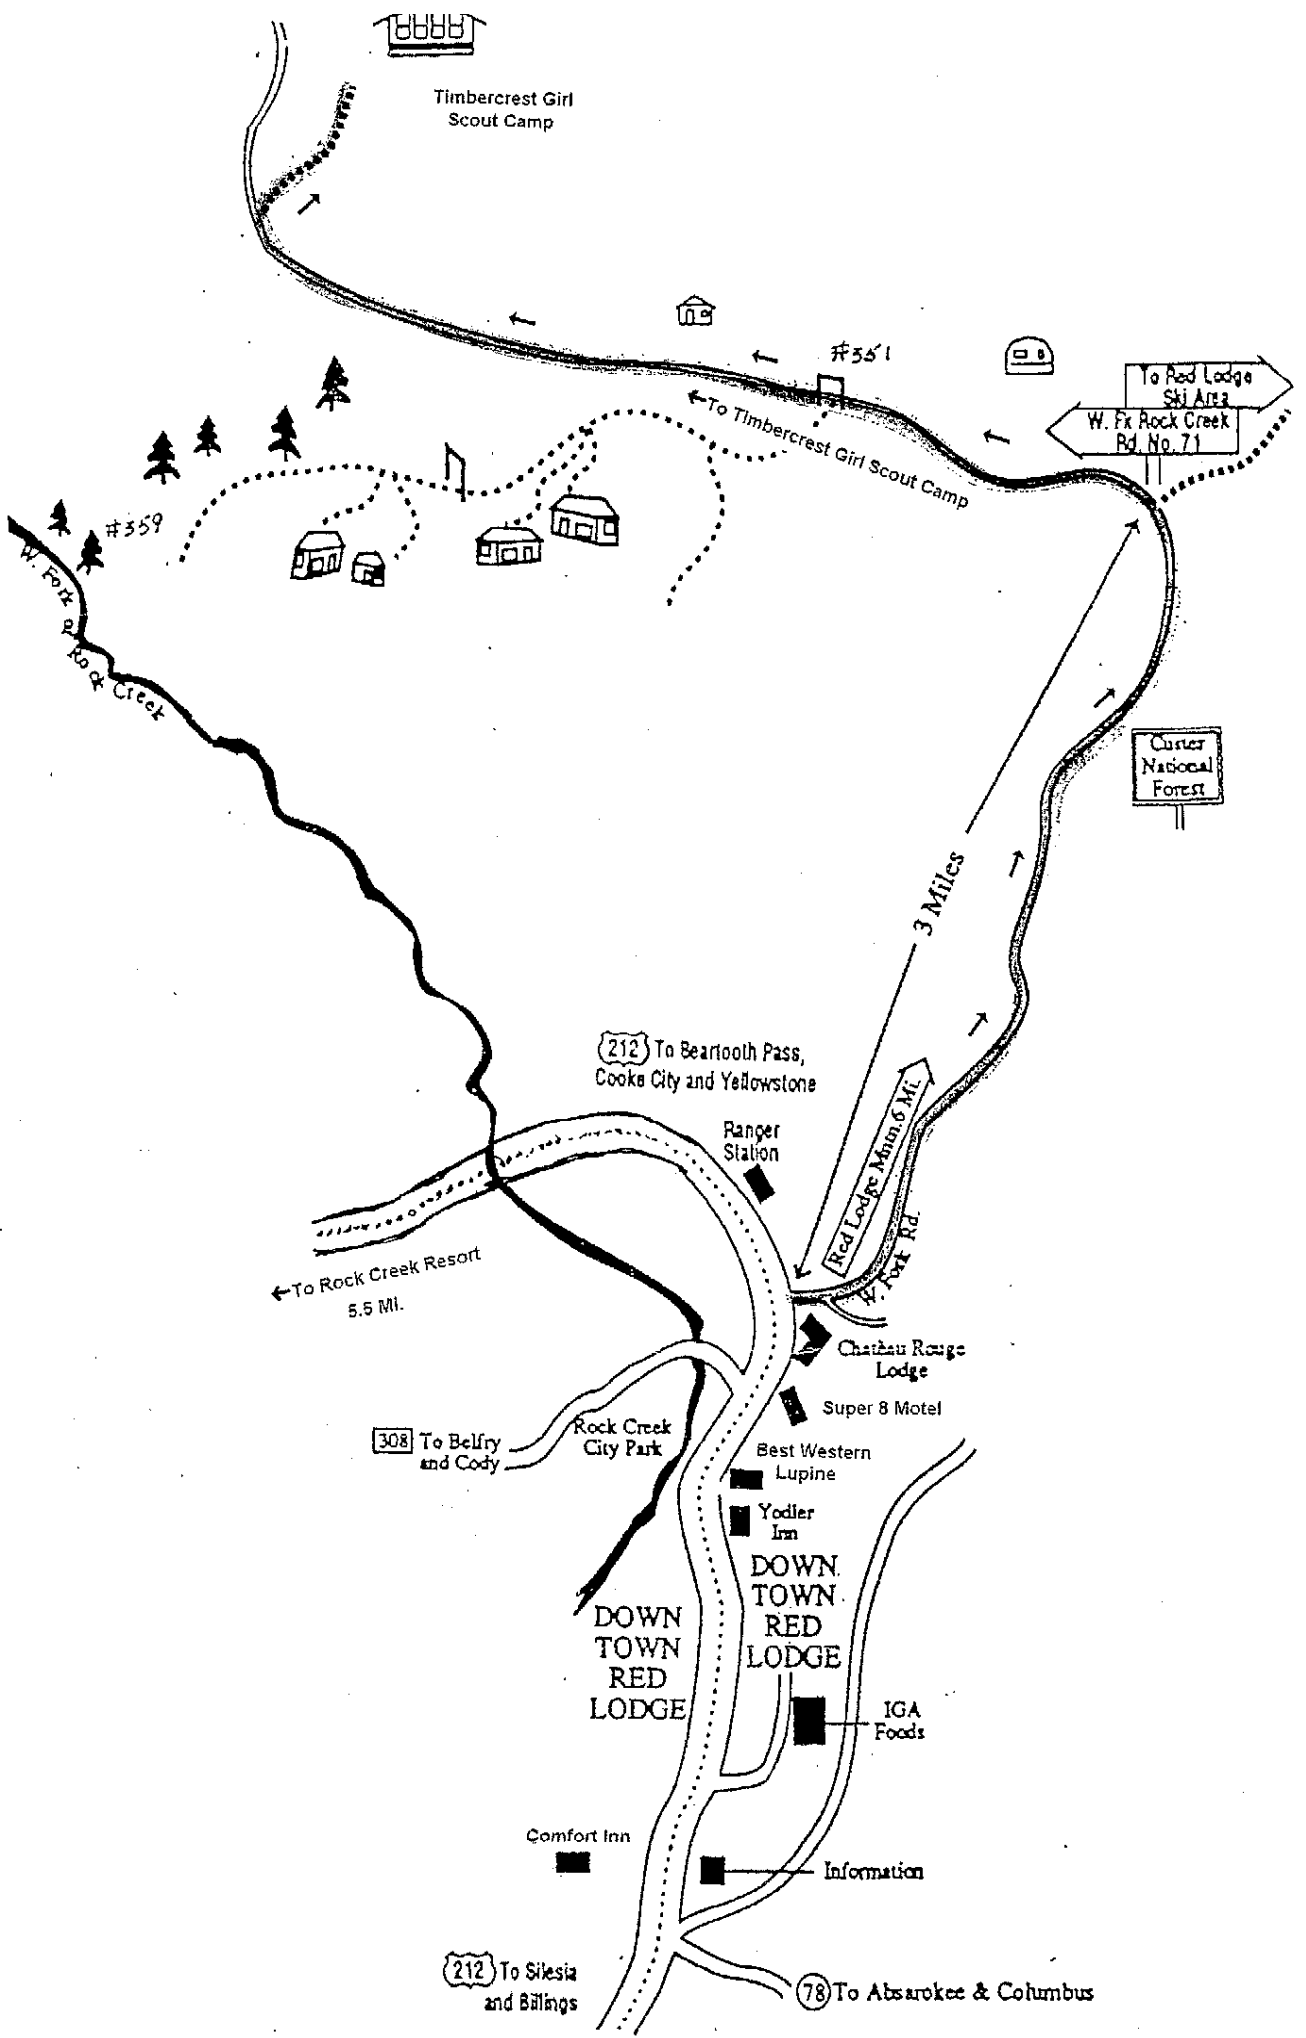 Timbercrest Girl
Scout Camp
#351
To Red Lodge
Ski Area
W. Fx Rock Creek
Rd. No. 71
←To Timbercrest Girl Scout Camp
#359
W. Fork of Rock Creek
Custer
National
Forest
3 Miles
212 To Beartooth Pass,
Cooke City and Yellowstone
Ranger
Station
Red Lodge Mntn. 6 Mi.
W. Fork Rd.
←To Rock Creek Resort
5.5 Mi.
Chateau Rouge
Lodge
Super 8 Motel
308 To Belfry
and Cody
Rock Creek
City Park
Best Western
Lupine
Yodler
Inn
DOWN
TOWN
RED
LODGE
DOWN
TOWN
RED
LODGE
IGA
Foods
Comfort Inn
Information
212 To Silesia
and Billings
78 To Absarokee & Columbus